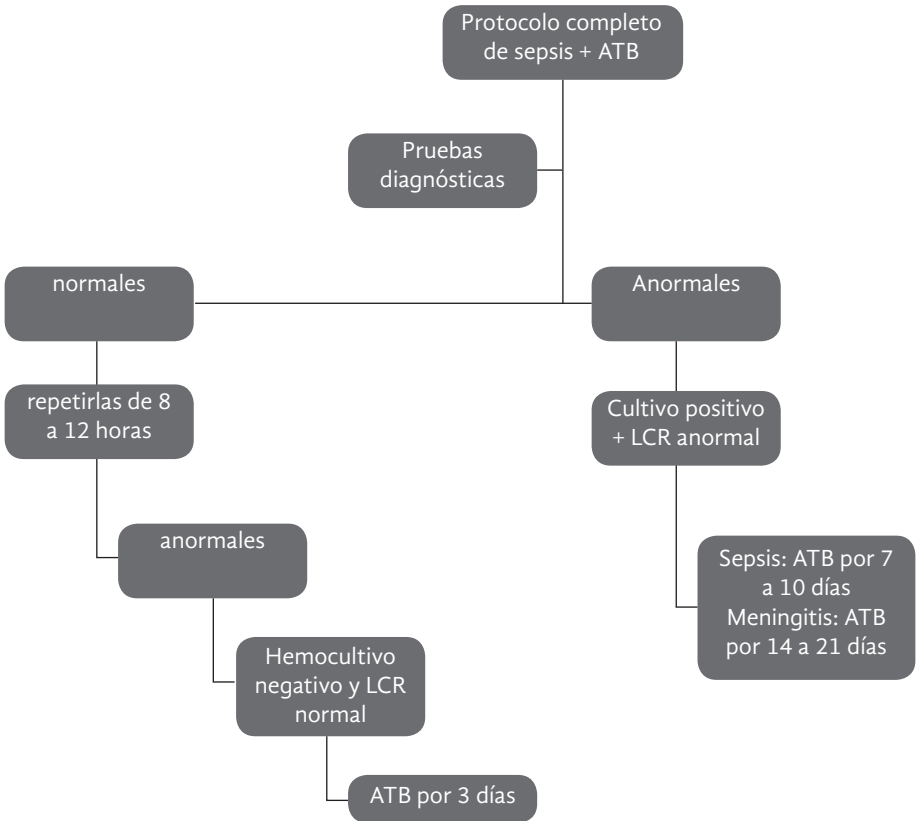 Protocolo completo
de sepsis + ATB
Pruebas
diagnósticas
normales
Anormales
repetirlas de 8
a 12 horas
Cultivo positivo
+ LCR anormal
anormales
Sepsis: ATB por 7
a 10 días
Meningitis: ATB
por 14 a 21 días
Hemocultivo
negativo y LCR
normal
ATB por 3 días